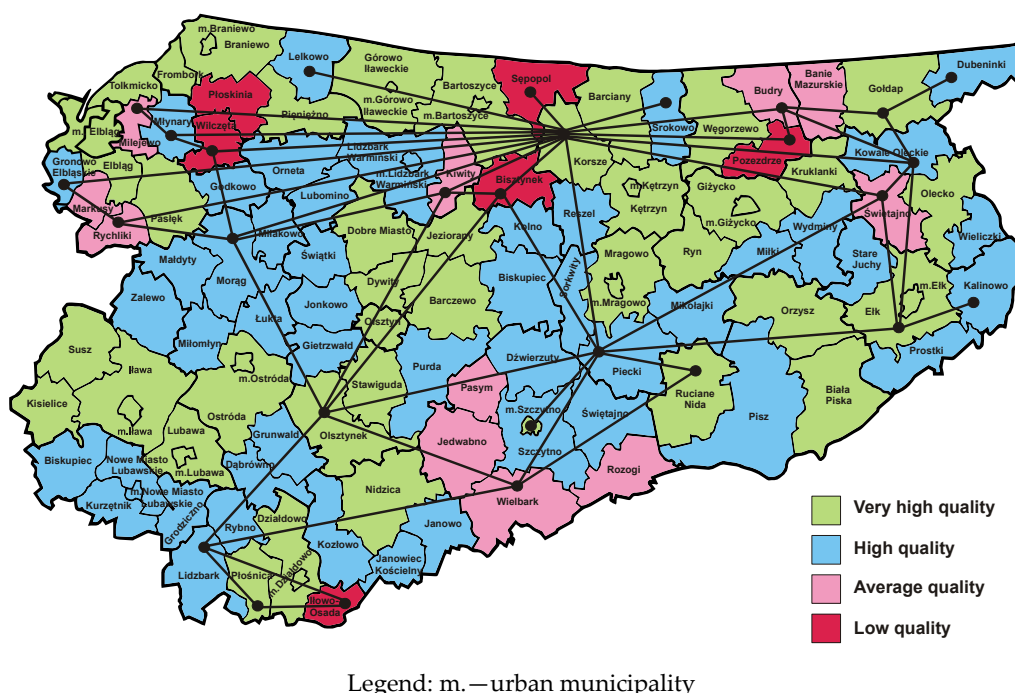 m.Braniewo
Braniewo
Lelkowo
Górowo
Iławeckie
Bartoszyce
Sępopol
Barciany
Banie
Mazurskie
Dubeninki
Frombork
Tolkmicko
Płoskinia
Pieniężno
m.Górowo
Iławeckie
m.Bartoszyce
Budry
Gołdap
m.
Elbląg
Milejewo
Młynary
Wilczęta
Srokowo
Węgorzewo
Pozezdrze
Kowale Oleckie
Gronowo
Elbląskie
Elbląg
Godkowo
Orneta
Lidzbark
Warmiński
m.Lidzbark
Warmiński
Kiwity
Bisztynek
Korsze
m.Kętrzyn
Kętrzyn
Giżycko
m.Giżycko
Kruklanki
Olecko
Markusy
Rychliki
Pasłęk
Lubomino
Miłakowo
Dobre Miasto
Jeziorany
Kolno
Reszel
Wydminy
Świętajno
Wieliczki
Małdyty
Morąg
Świątki
Dywity
Biskupiec
Sorkwity
Mrągowo
Ryn
Miłki
Stare
Juchy
m.Ełk
Kalinowo
Zalewo
Łukta
Jonkowo
Barczewo
m.Mrągowo
Mikołajki
Orzysz
Ełk
Miłomłyn
Gietrzwałd
Olsztyn
Susz
Iława
m.Ostróda
Stawiguda
Purda
Dźwierzuty
Piecki
Prostki
Kisielice
m.Iława
Lubawa
Ostróda
Grunwald
Olsztynek
Pasym
m.Szczytno
Świętajno
Ruciane
Nida
Pisz
Biała
Piska
Biskupiec
Nowe Miasto
Lubawskie
m.Lubawa
Dąbrówno
Jedwabno
Szczytno
Rozogi
Kurzętnik
m.Nowe Miasto
Lubawskie
Grodziczno
Rybno
Działdowo
Nidzica
Wielbark
Lidzbark
Płośnica
m.Działdowo
Kozłowo
Janowo
Janowiec
Kościelny
Iłowo-
Osada
Very high quality
High quality
Average quality
Low quality
Legend: m.—urban municipality